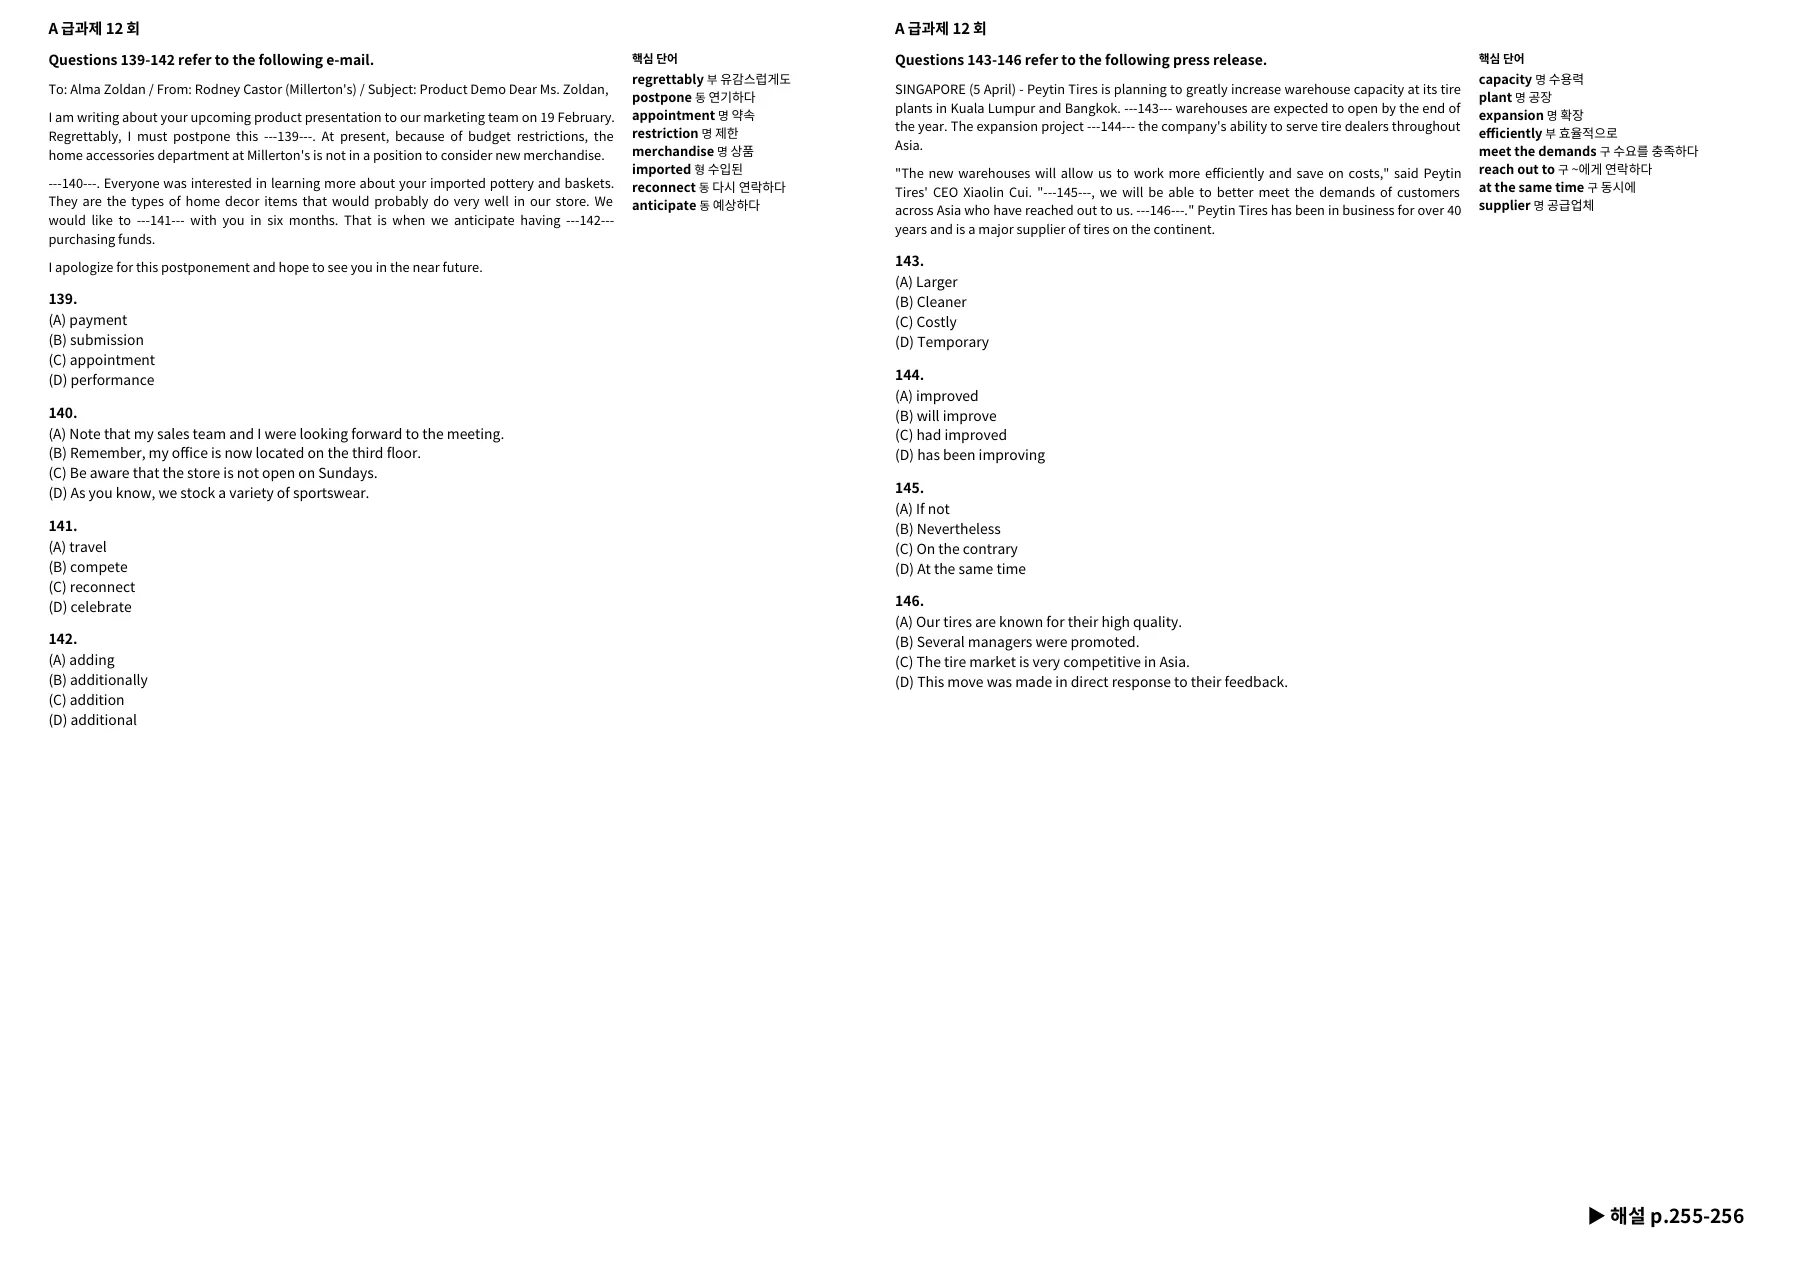 A 급과제 12 회
Questions 139-142 refer to the following e-mail.
To: Alma Zoldan / From: Rodney Castor (Millerton's) / Subject: Product Demo Dear Ms. Zoldan,
I am writing about your upcoming product presentation to our marketing team on 19 February.
Regrettably, I must postpone this ---139---. At present, because of budget restrictions, the
home accessories department at Millerton's is not in a position to consider new merchandise.
---140---. Everyone was interested in learning more about your imported pottery and baskets.
They are the types of home decor items that would probably do very well in our store. We
would like to ---141--- with you in six months. That is when we anticipate having ---142---
purchasing funds.
I apologize for this postponement and hope to see you in the near future.
139.
(A) payment
(B) submission
(C) appointment
(D) performance
140.
(A) Note that my sales team and I were looking forward to the meeting.
(B) Remember, my office is now located on the third floor.
(C) Be aware that the store is not open on Sundays.
(D) As you know, we stock a variety of sportswear.
141.
(A) travel
(B) compete
(C) reconnect
(D) celebrate
142.
(A) adding
(B) additionally
(C) addition
(D) additional
핵심 단어
regrettably 부 유감스럽게도
postpone 동 연기하다
appointment 명 약속
restriction 명 제한
merchandise 명 상품
imported 형 수입된
reconnect 동 다시 연락하다
anticipate 동 예상하다
A 급과제 12 회
Questions 143-146 refer to the following press release.
SINGAPORE (5 April) - Peytin Tires is planning to greatly increase warehouse capacity at its tire
plants in Kuala Lumpur and Bangkok. ---143--- warehouses are expected to open by the end of
the year. The expansion project ---144--- the company's ability to serve tire dealers throughout
Asia.
"The new warehouses will allow us to work more efficiently and save on costs," said Peytin
Tires' CEO Xiaolin Cui. "---145---, we will be able to better meet the demands of customers
across Asia who have reached out to us. ---146---." Peytin Tires has been in business for over 40
years and is a major supplier of tires on the continent.
143.
(A) Larger
(B) Cleaner
(C) Costly
(D) Temporary
144.
(A) improved
(B) will improve
(C) had improved
(D) has been improving
145.
(A) If not
(B) Nevertheless
(C) On the contrary
(D) At the same time
146.
(A) Our tires are known for their high quality.
(B) Several managers were promoted.
(C) The tire market is very competitive in Asia.
(D) This move was made in direct response to their feedback.
핵심 단어
capacity 명 수용력
plant 명 공장
expansion 명 확장
efficiently 부 효율적으로
meet the demands 구 수요를 충족하다
reach out to 구 ~에게 연락하다
at the same time 구 동시에
supplier 명 공급업체
▶ 해설 p.255-256